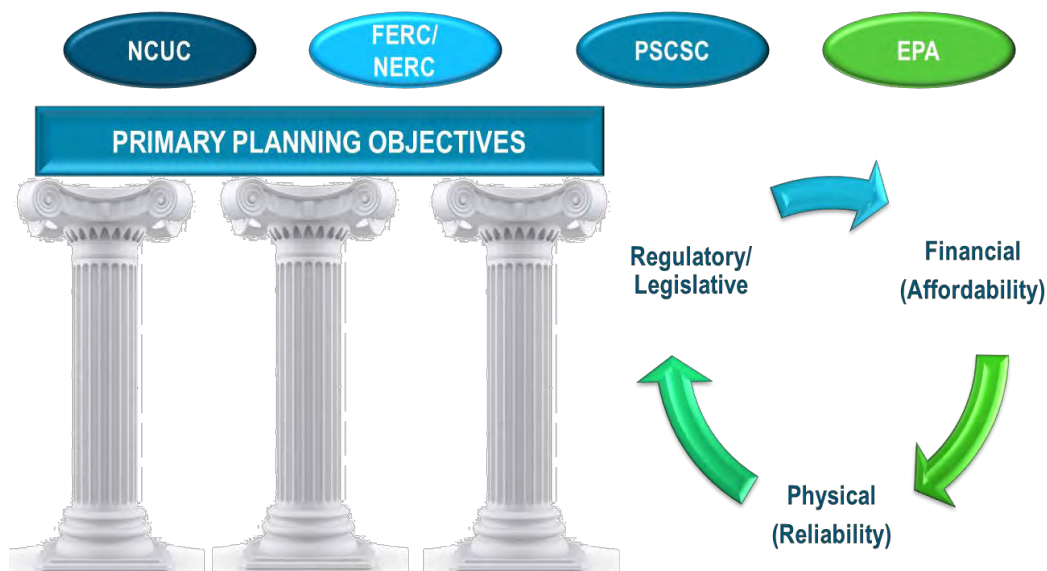 NCUC
FERC/
NERC
PSCSC
EPA
PRIMARY PLANNING OBJECTIVES
Regulatory/
Legislative
Financial
(Affordability)
Physical
(Reliability)